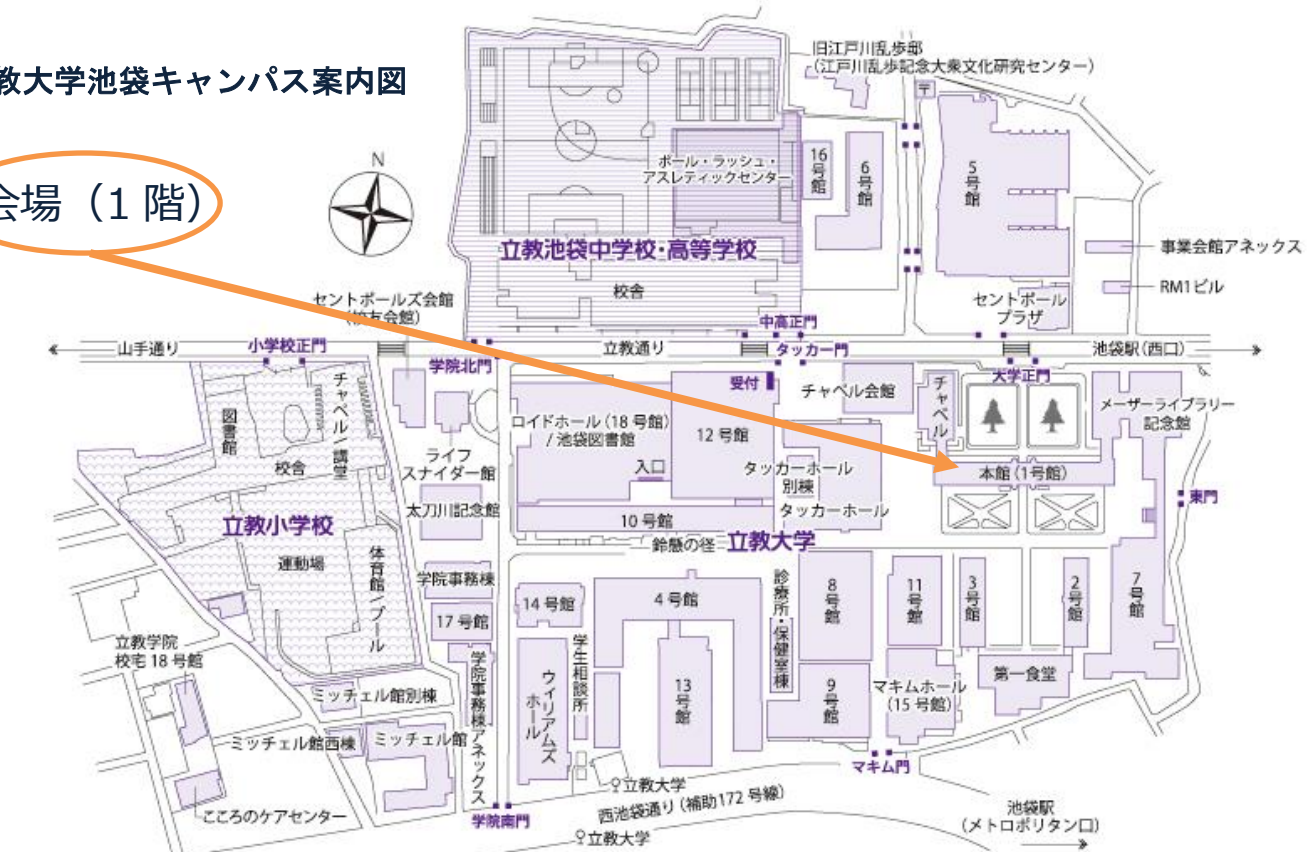 教大学池袋キャンパス案内図
会場（1階）
N
旧江戸川乱歩邸
（江戸川乱歩記念大衆文化研究センター）
〒
ポール・ラッシュ・
アスレティックセンター
16号館
6号館
5号館
立教池袋中学校・高等学校
校舎
事業会館アネックス
RM1ビル
セントポールズ会館
（校友会館）
セントポール
プラザ
中高正門
山手通り
小学校正門
学院北門
立教通り
タッカー門
池袋駅（西口）
大学正門
受付
チャペル会館
チャペル
メーザーライブラリー
記念館
図書館
チャペル/講堂
校舎
ロイドホール（18号館）
/ 池袋図書館
12号館
入口
ライフ
スナイダー館
タッカーホール
別棟
タッカーホール
本館（1号館）
東門
太刀川記念館
10号館
立教小学校
運動場
体育館/プール
鈴懸の径
立教大学
学院事務棟
14号館
4号館
診療所・保健室棟
8号館
11号館
3号館
2号館
7号館
17号館
立教学院
校宅18号館
学院事務棟アネックス
ウィリアムズ
ホール
学生相談所
13号館
9号館
マキムホール
（15号館）
第一食堂
ミッチェル館別棟
ミッチェル館西棟
ミッチェル館
マキム門
こころのケアセンター
学院南門
立教大学
西池袋通り（補助172号線）
立教大学
池袋駅
（メトロポリタン口）